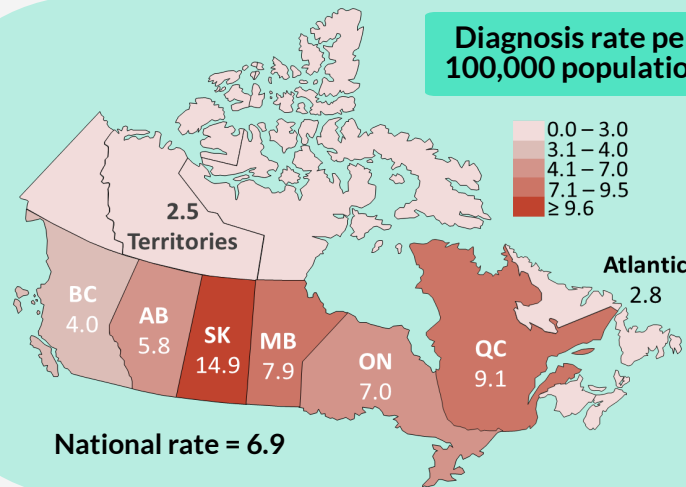 Diagnosis rate pe
100,000 populatio
0.0 – 3.0
3.1 – 4.0
4.1 – 7.0
7.1 – 9.5
≥ 9.6
2.5
Territories
Atlantic
2.8
BC
4.0
AB
5.8
SK
14.9
MB
7.9
ON
7.0
QC
9.1
National rate = 6.9